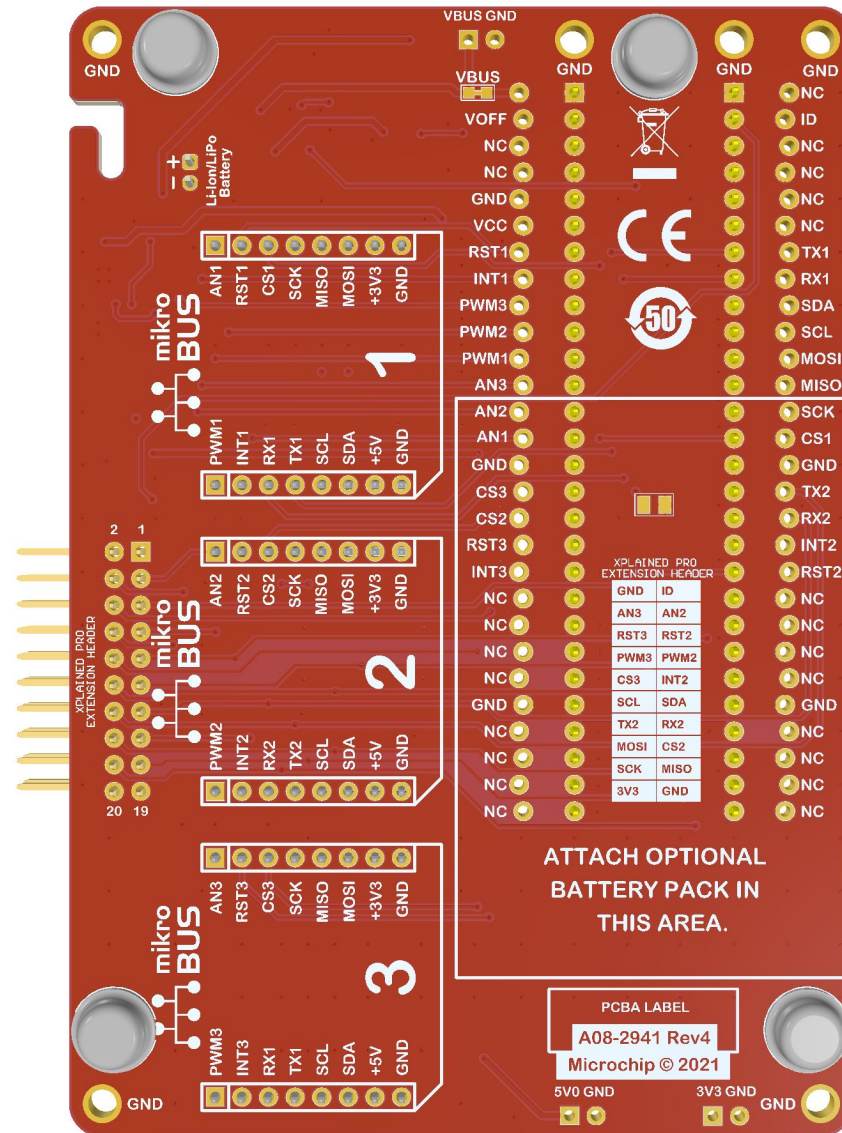 VBUS GND
GND
GND
GND
GND
VBUS
NC
VOFF
ID
NC
NC
NC
NC
GND
NC
VCC
NC
RST1
TX1
INT1
RX1
PWM3
SDA
PWM2
SCL
PWM1
MOSI
AN3
MISO
AN2
SCK
AN1
CS1
GND
GND
CS3
TX2
CS2
RX2
RST3
INT2
INT3
RST2
NC
NC
NC
NC
NC
NC
NC
NC
GND
GND
NC
NC
NC
NC
NC
NC
NC
NC
+
-
Li-Ion/LiPo
Battery
50
AN1 RST1 CS1 SCK MISO MOSI +3V3 GND
mikro
BUS
1
PWM1 INT1 RX1 TX1 SCL SDA +5V GND
2 1
XPLAINED PRO
EXTENSION HEADER
20 19
AN2 RST2 CS2 SCK MISO MOSI +3V3 GND
mikro
BUS
2
PWM2 INT2 RX2 TX2 SCL SDA +5V GND
AN3 RST3 CS3 SCK MISO MOSI +3V3 GND
mikro
BUS
3
PWM3 INT3 RX1 TX1 SCL SDA +5V GND
XPLAINED PRO
EXTENSION HEADER
GND ID
AN3 AN2
RST3 RST2
PWM3 PWM2
CS3 INT2
SCL SDA
TX2 RX2
MOSI CS2
SCK MISO
3V3 GND
ATTACH OPTIONAL
BATTERY PACK IN
THIS AREA.
PCBA LABEL
A08-2941 Rev4
Microchip © 2021
5V0 GND
3V3 GND
GND
GND